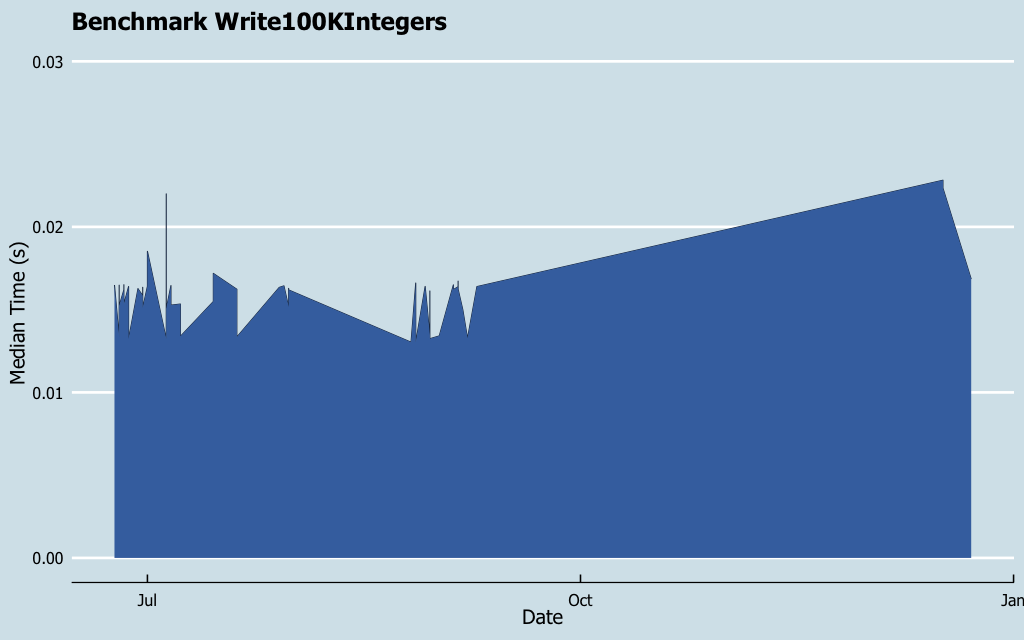 Benchmark Write100KIntegers
0.03
0.02
0.01
0.00
Median Time (s)
Jul
Oct
Jan
Date